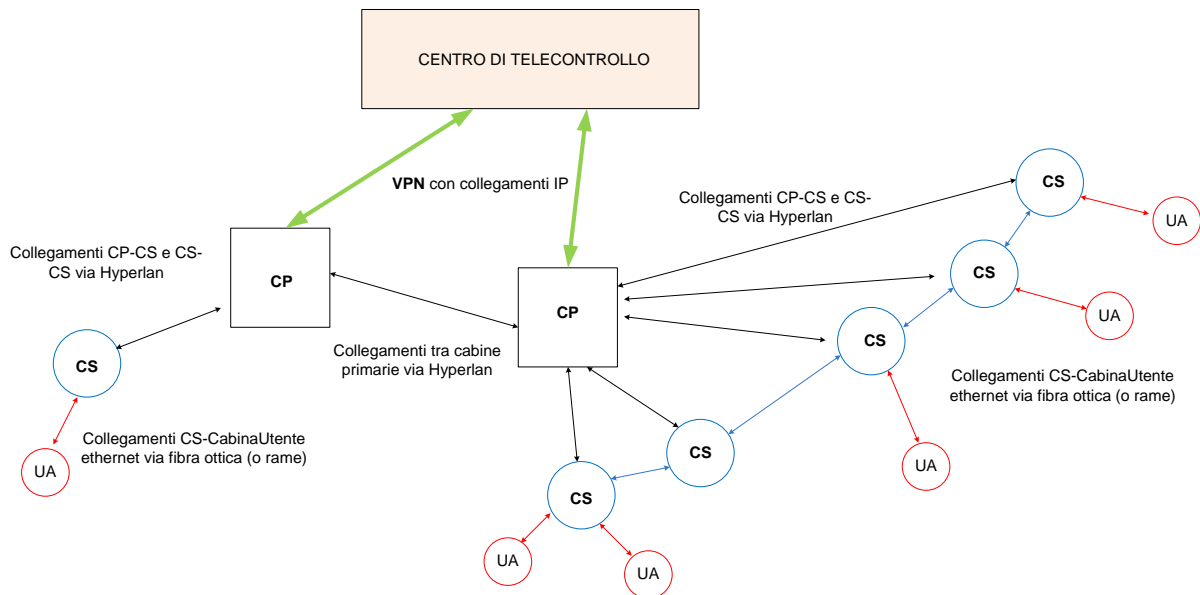 CENTRO DI TELECONTROLLO
VPN con collegamenti IP
Collegamenti CP-CS e CS-
CS via Hyperlan
CS
UA
Collegamenti CP-CS e CS-
CS via Hyperlan
CP
CS
UA
CP
CS
UA
Collegamenti tra cabine
primarie via Hyperlan
CS
Collegamenti CS-CabinaUtente
ethernet via fibra ottica (o rame)
UA
Collegamenti CS-CabinaUtente
ethernet via fibra ottica (o rame)
CS
UA
CS
UA
UA